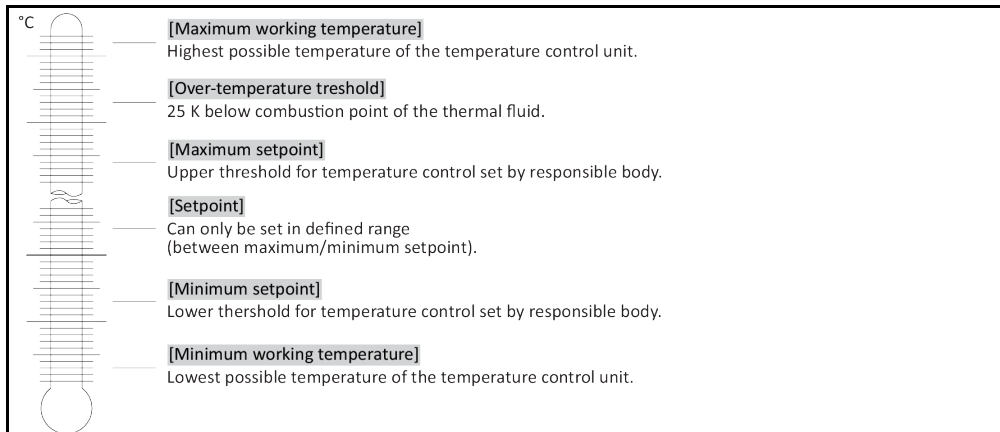 °C
[Maximum working temperature]
Highest possible temperature of the temperature control unit.
[Over-temperature treshold]
25 K below combustion point of the thermal fluid.
[Maximum setpoint]
Upper threshold for temperature control set by responsible body.
[Setpoint]
Can only be set in defined range
(between maximum/minimum setpoint).
[Minimum setpoint]
Lower thershold for temperature control set by responsible body.
[Minimum working temperature]
Lowest possible temperature of the temperature control unit.